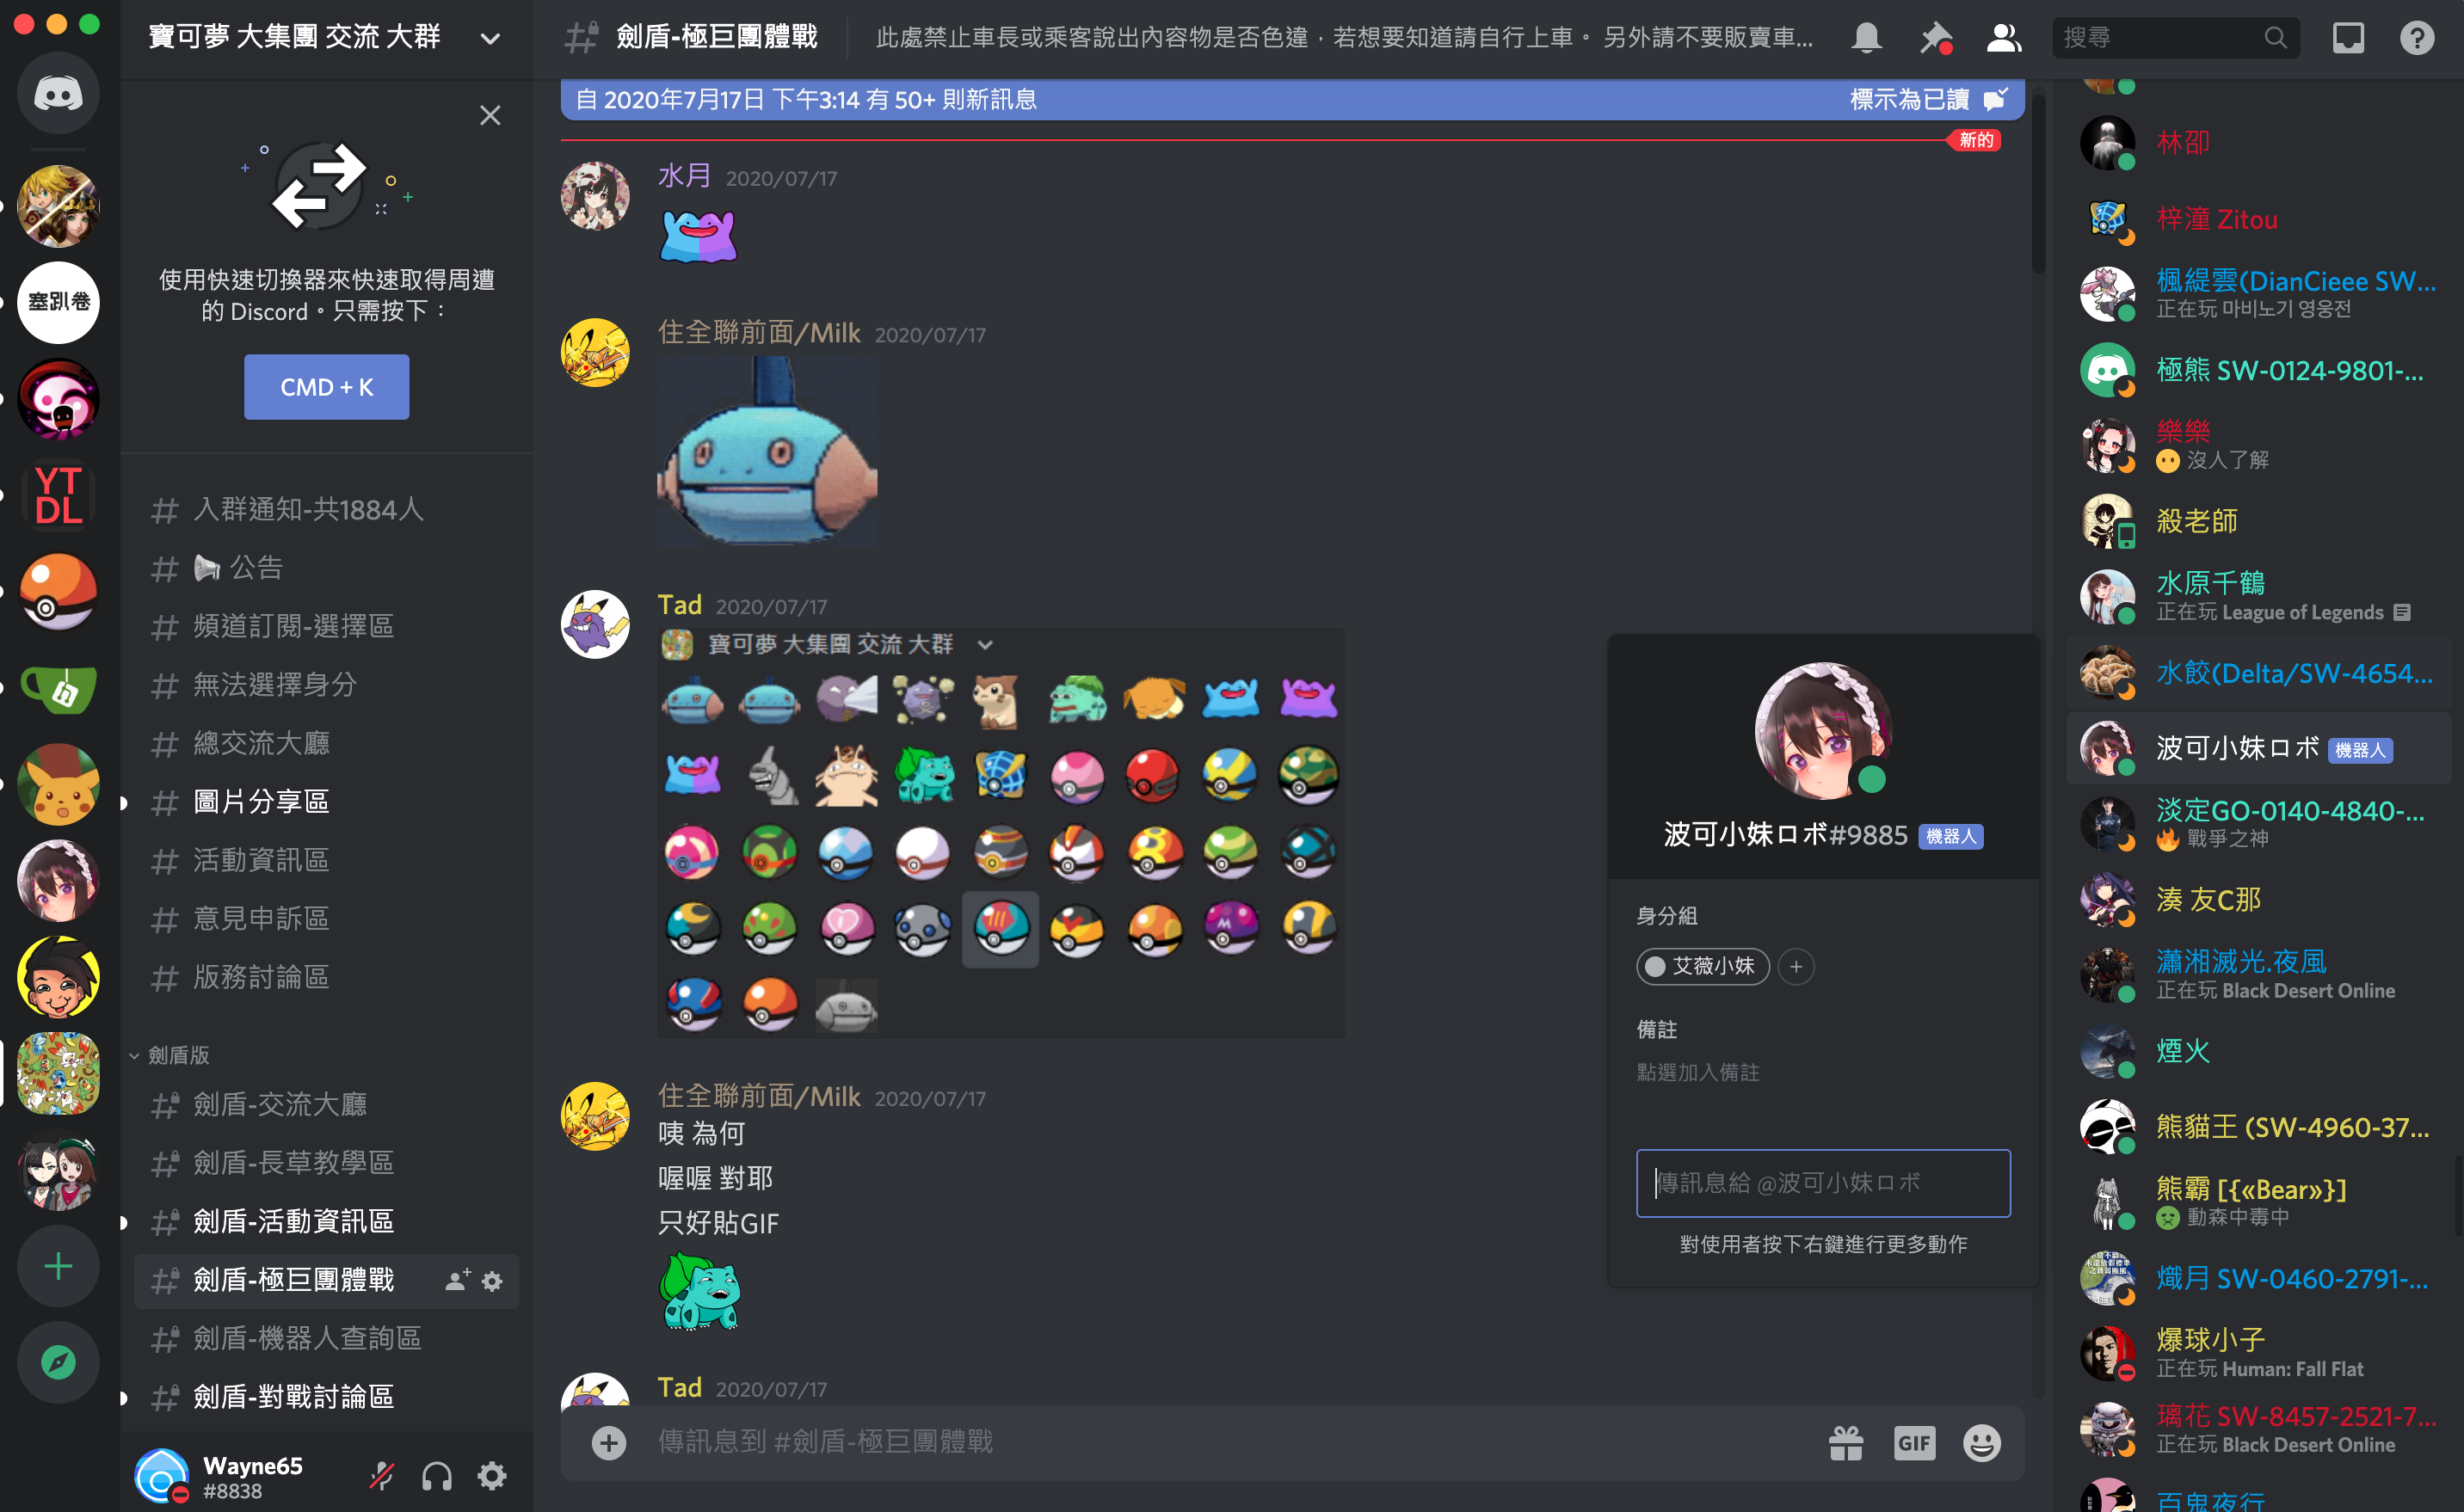 寶可夢 大集團 交流 大群
劍盾-極巨團體戰
此處禁止車長或乘客說出內容物是否色違，若想要知道請自行上車。 另外請不要販賣車...
搜尋
塞趴卷
YT
DL
使用快速切換器來快速取得周遭
的 Discord。只需按下：
CMD + K
入群通知-共1884人
公告
頻道訂閱-選擇區
無法選擇身分
總交流大廳
圖片分享區
活動資訊區
意見申訴區
版務討論區
劍盾版
劍盾-交流大廳
劍盾-長草教學區
劍盾-活動資訊區
劍盾-極巨團體戰
劍盾-機器人查詢區
劍盾-對戰討論區
Wayne65
#8838
自 2020年7月17日 下午3:14 有 50+ 則新訊息
標示為已讀
新的
水月 2020/07/17
住全聯前面/Milk 2020/07/17
Tad 2020/07/17
寶可夢 大集團 交流 大群
住全聯前面/Milk 2020/07/17
咦 為何
喔喔 對耶
只好貼GIF
Tad 2020/07/17
傳訊息到 #劍盾-極巨團體戰
GIF
波可小妹ロボ#9885 機器人
身分組
艾薇小妹
備註
點選加入備註
傳訊息給 @波可小妹ロボ
對使用者按下右鍵進行更多動作
林卲
梓潼 Zitou
楓緹雲(DianCieee SW...
正在玩 마비노기 영웅전
極熊 SW-0124-9801-...
樂樂
沒人了解
殺老師
水原千鶴
正在玩 League of Legends
水餃(Delta/SW-4654...
波可小妹ロボ 機器人
淡定GO-0140-4840-...
戰爭之神
湊 友C那
瀟湘滅光.夜風
正在玩 Black Desert Online
煙火
熊貓王 (SW-4960-37...
熊霸 [{«Bear»}]
動森中毒中
熾月 SW-0460-2791-...
爆球小子
正在玩 Human: Fall Flat
璃花 SW-8457-2521-7...
正在玩 Black Desert Online
百鬼夜行